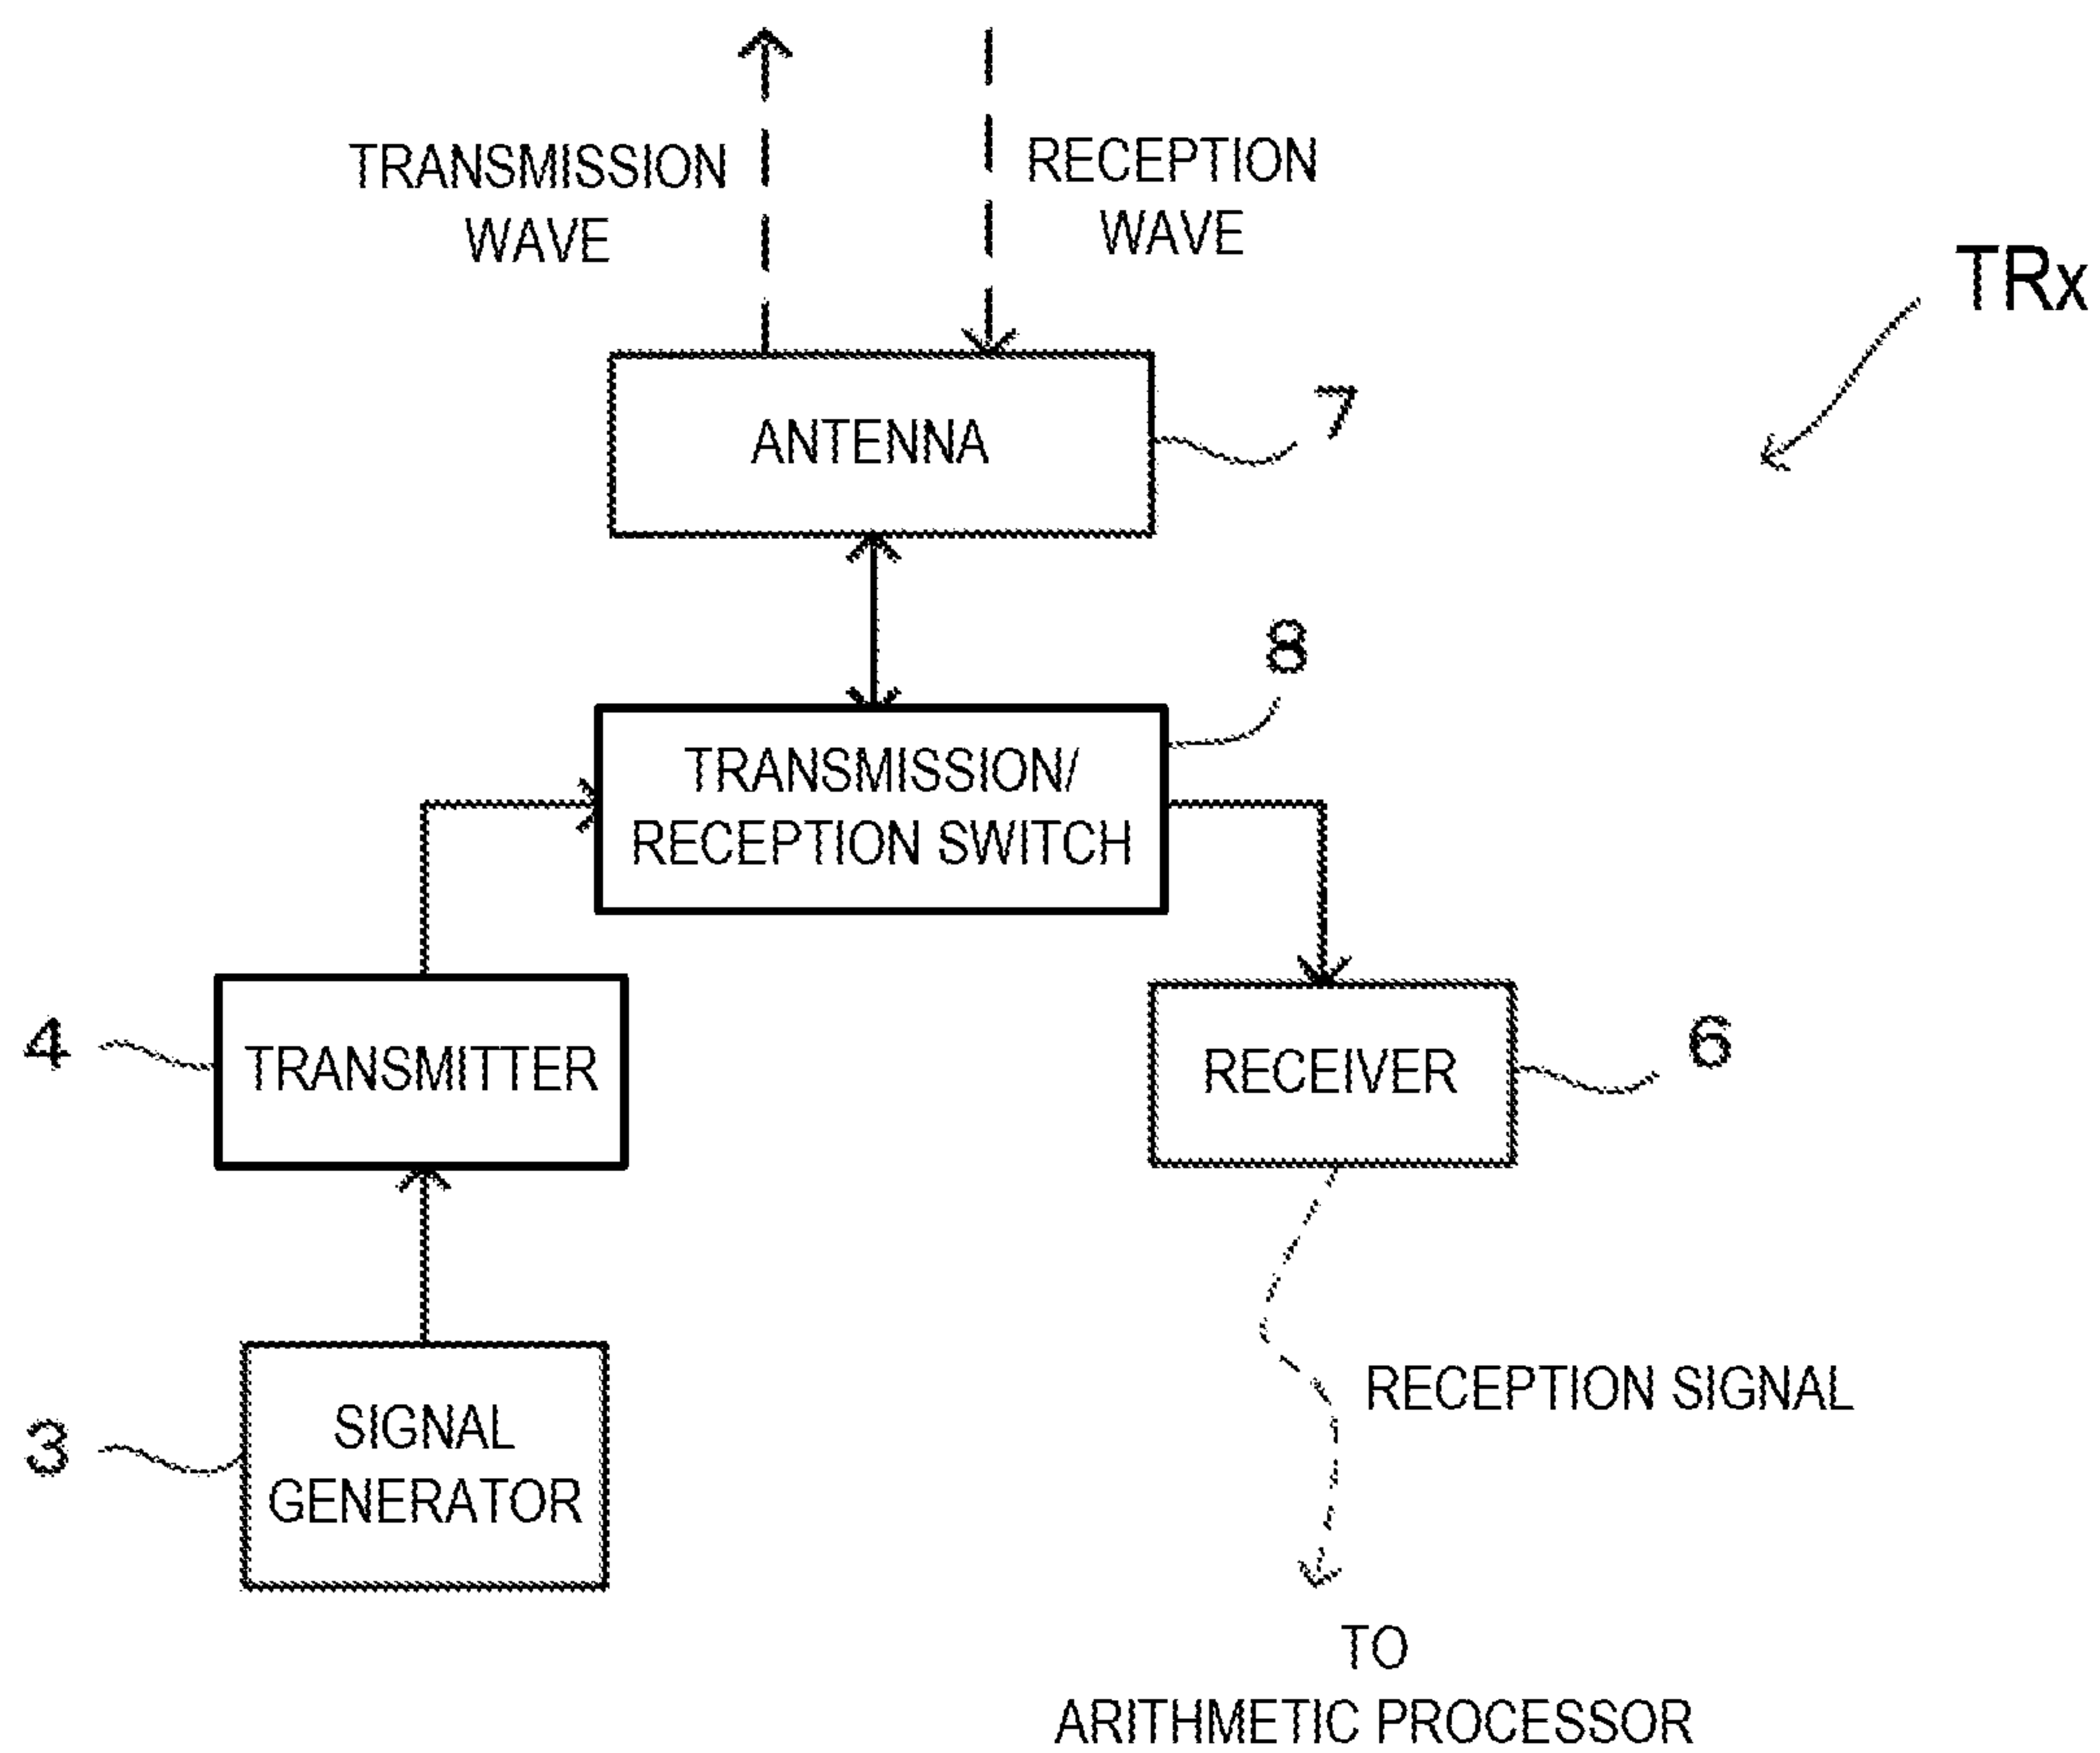 TRANSMISSION
WAVE
RECEPTION
WAVE
TRx
ANTENNA
7
8
TRANSMISSION/
RECEPTION SWITCH
4
TRANSMITTER
RECEIVER
6
3
SIGNAL
GENERATOR
RECEPTION SIGNAL
TO
ARITHMETIC PROCESSOR